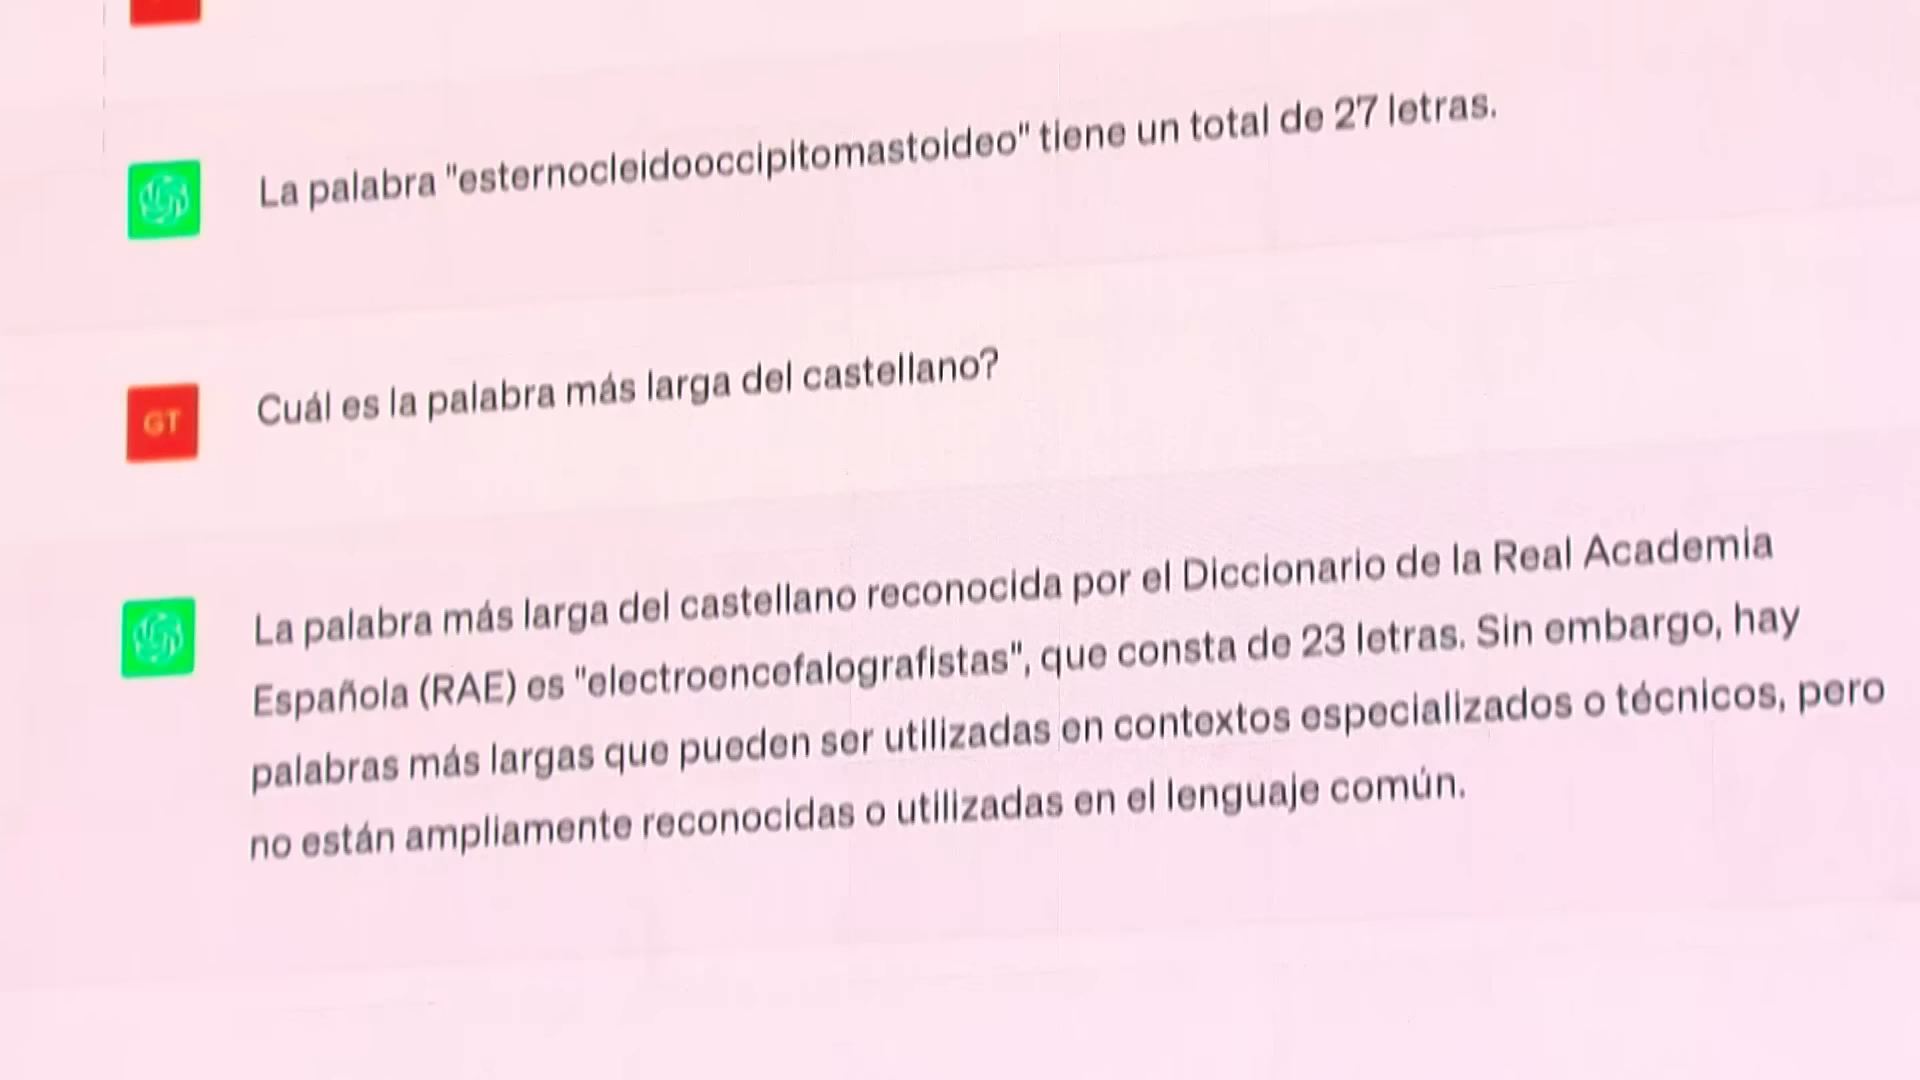 La palabra "esternocleidooccipitomastoideo" tiene un total de 27 letras.
GT
Cuál es la palabra más larga del castellano?
La palabra más larga del castellano reconocida por el Diccionario de la Real Academia
Española (RAE) es "electroencefalografistas", que consta de 23 letras. Sin embargo, hay
palabras más largas que pueden ser utilizadas en contextos especializados o técnicos, pero
no están ampliamente reconocidas o utilizadas en el lenguaje común.